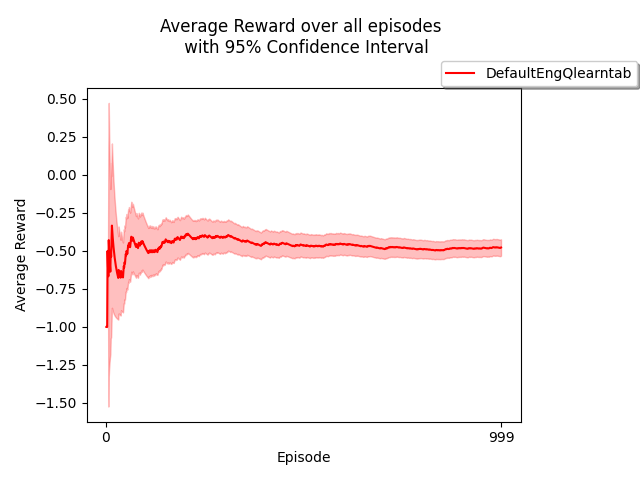 Average Reward over all episodes
with 95% Confidence Interval
DefaultEngQlearntab
0.50
0.25
0.00
−0.25
−0.50
−0.75
−1.00
−1.25
−1.50
Average Reward
0
999
Episode